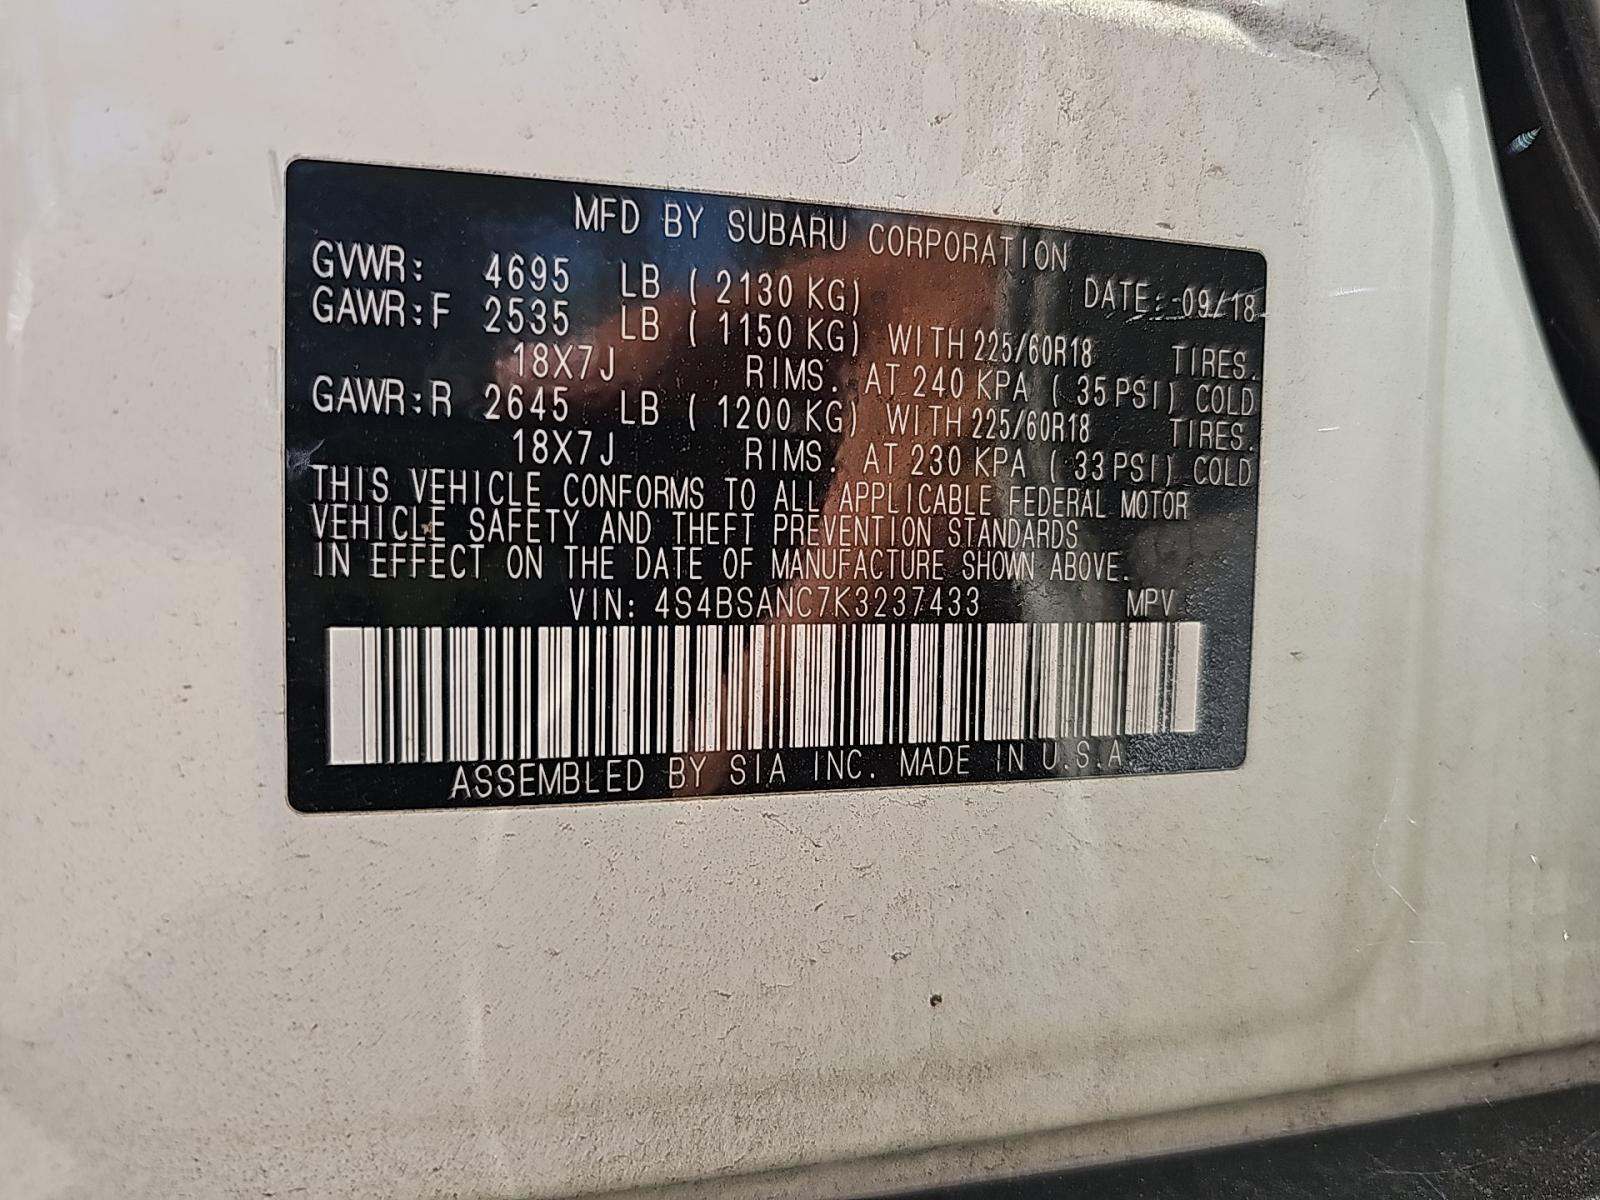 MFD BY SUBARU CORPORATION
GVWR: 4695 LB ( 2130 KG) DATE: 09/18
GAWR:F 2535 LB ( 1150 KG) WITH 225/60R18 TIRES.
18X7J RIMS. AT 240 KPA ( 35 PSI) COLD
GAWR:R 2645 LB ( 1200 KG) WITH 225/60R18 TIRES.
18X7J RIMS. AT 230 KPA ( 33 PSI) COLD
THIS VEHICLE CONFORMS TO ALL APPLICABLE FEDERAL MOTOR
VEHICLE SAFETY AND THEFT PREVENTION STANDARDS
IN EFFECT ON THE DATE OF MANUFACTURE SHOWN ABOVE.
VIN: 4S4BSANC7K3237433 MPV
ASSEMBLED BY SIA INC. MADE IN U.S.A